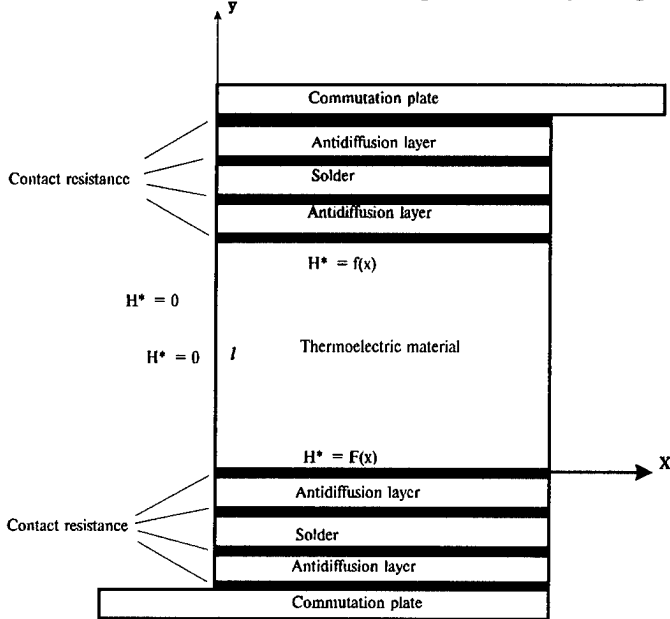 y
Commutation plate
Antidiffusion layer
Contact resistance
Solder
Antidiffusion layer
H* = f(x)
H* = 0
H* = 0
l
Thermoelectric material
H* = F(x)
X
Antidiffusion layer
Contact resistance
Solder
Antidiffusion layer
Commutation plate